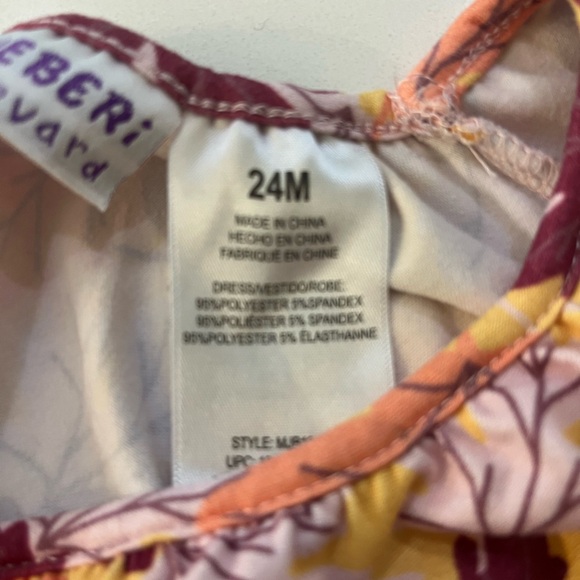 EBERi
vard
24M
MADE IN CHINA
HECHO EN CHINA
FABRIQUÉ EN CHINE
DRESS/VESTIDO/ROBE:
95%POLYESTER 5%SPANDEX
95%POLIÉSTER 5% SPANDEX
95%POLYESTER 5% ÉLASTHANNE
STYLE:
UPC: